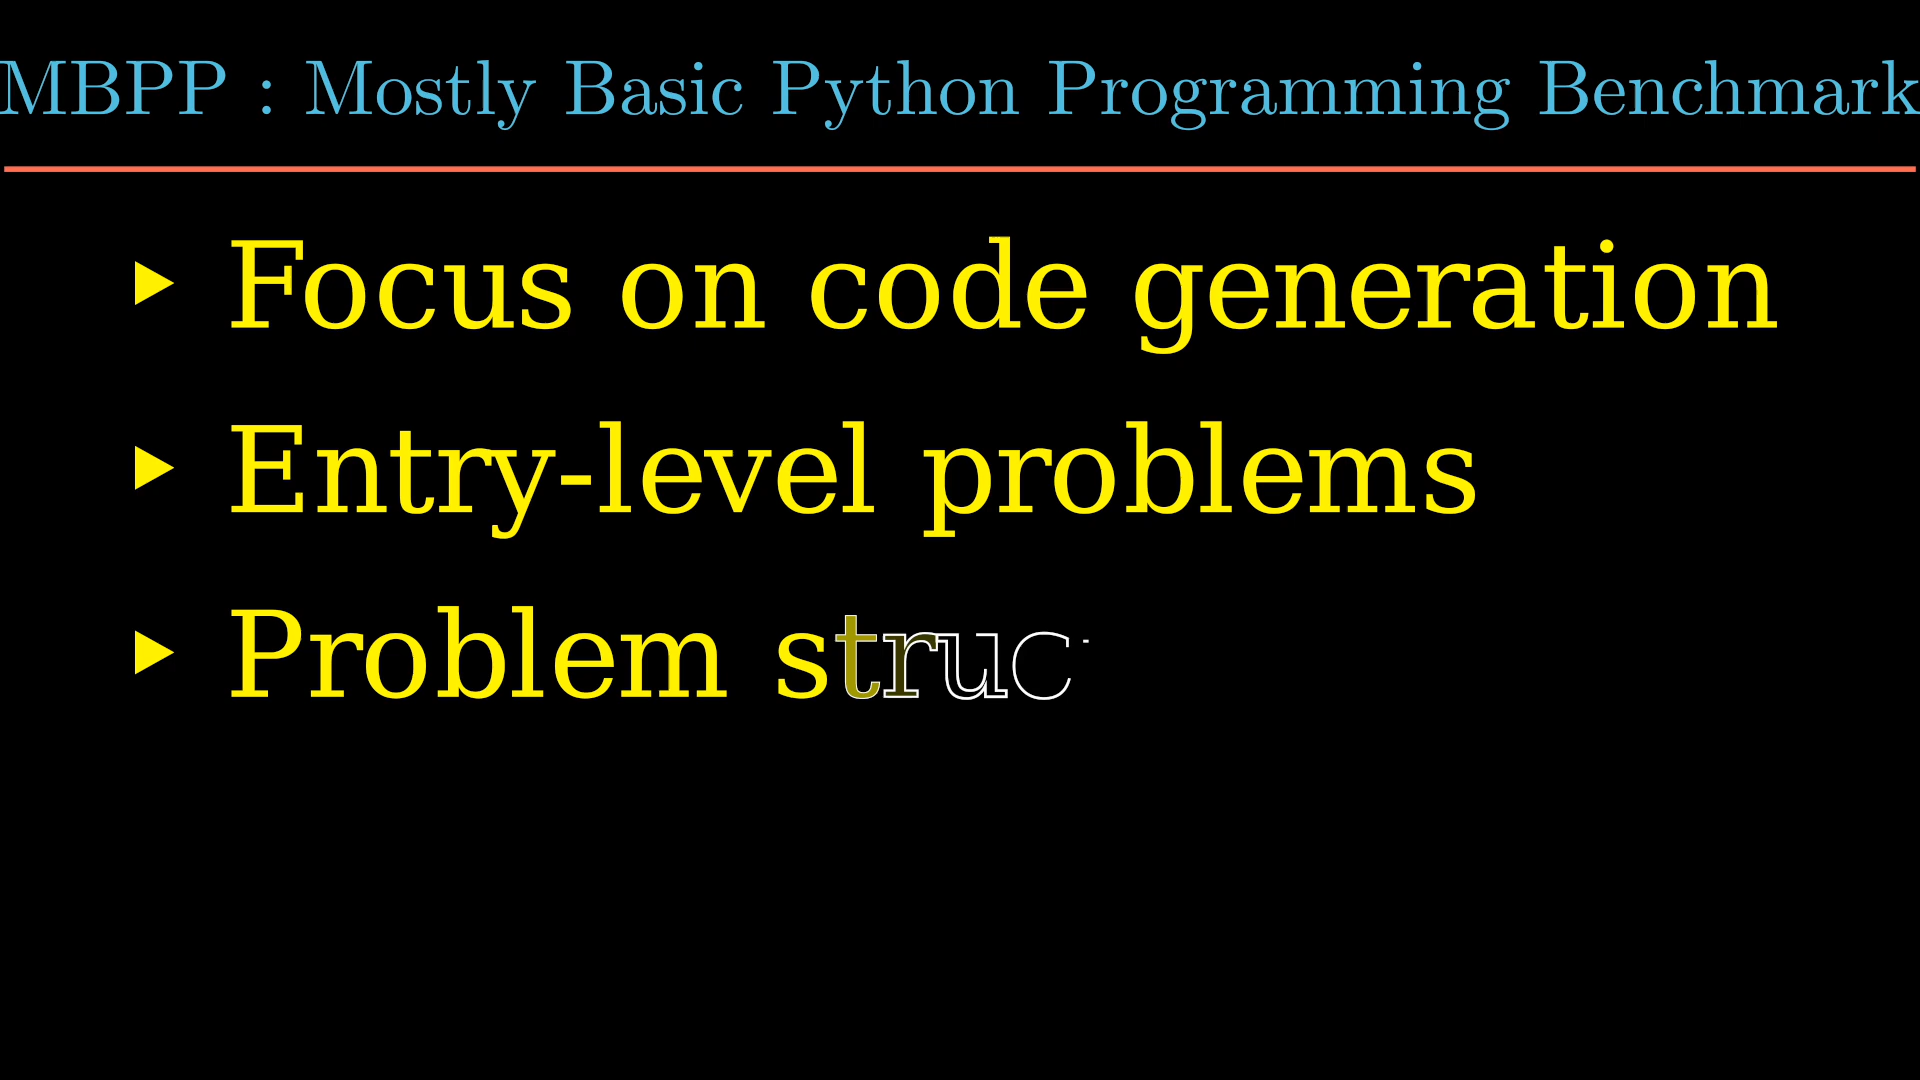 MBPP : Mostly Basic Python Programming Benchmark
▶ Focus on code generation
▶ Entry-level problems
▶ Problem struc